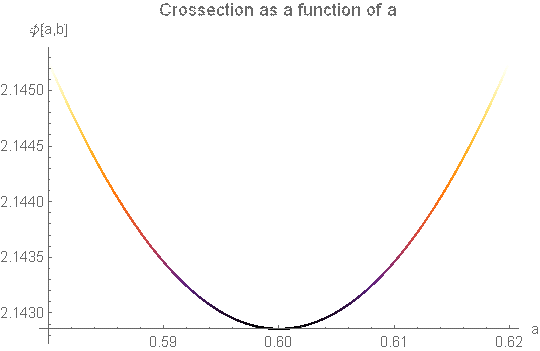 Crossection as a function of a
𝜙[a,b]
2.1450
2.1445
2.1440
2.1435
2.1430
0.59 0.60 0.61 0.62 a